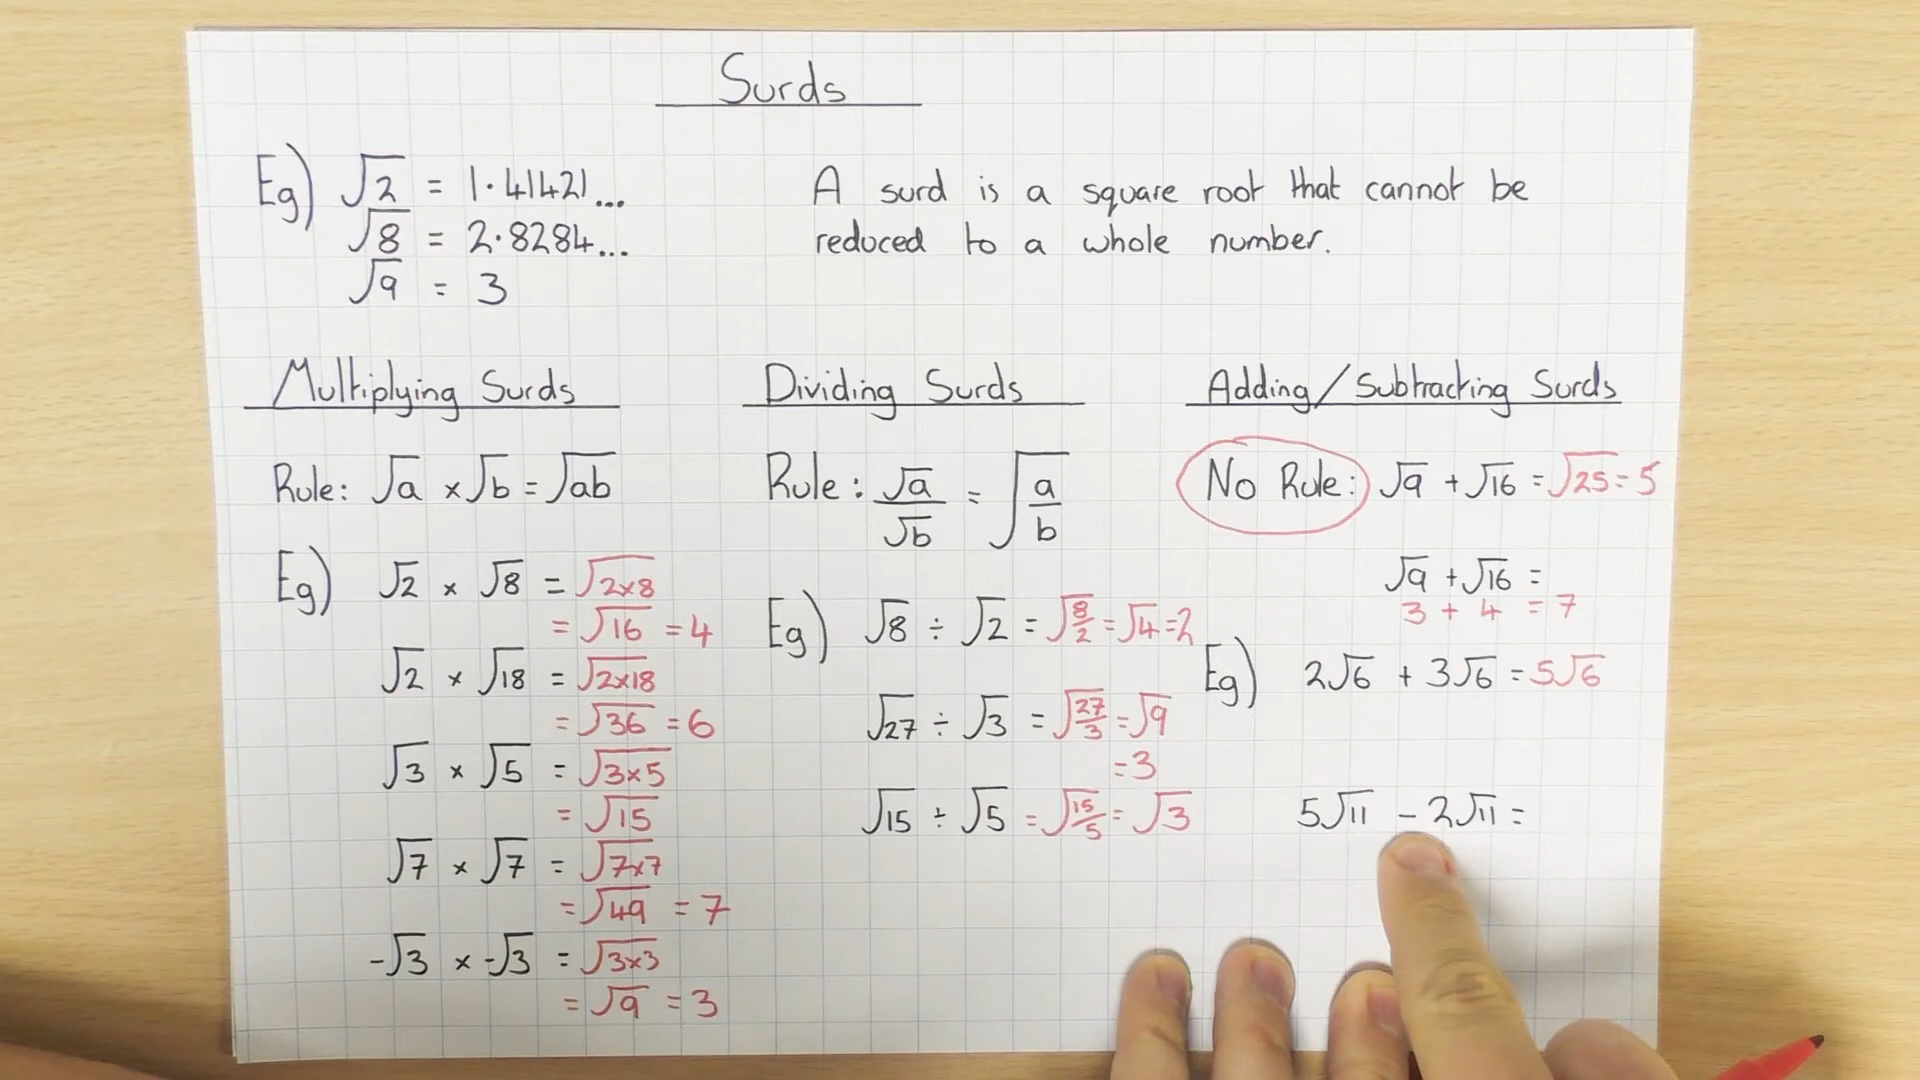 Surds
Eg) √2 = 1.41421...
√8 = 2.8284...
√9 = 3
A surd is a square root that cannot be
reduced to a whole number.
Multiplying Surds
Rule: √a × √b = √ab
Eg) √2 × √8 = √2×8
= √16 = 4
√2 × √18 = √2×18
= √36 = 6
√3 × √5 = √3×5
= √15
√7 × √7 = √7×7
= √49 = 7
-√3 × -√3 = √3×3
= √9 = 3
Dividing Surds
Rule: √a/√b = √a/b
Eg) √8 ÷ √2 = √8/2 = √4 = 2
√27 ÷ √3 = √27/3 = √9
= 3
√15 ÷ √5 = √15/5 = √3
Adding/Subtracting Surds
No Rule: √9 + √16 = √25 = 5
√9 + √16 =
3 + 4 = 7
Eg) 2√6 + 3√6 = 5√6
5√11 - 2√11 =